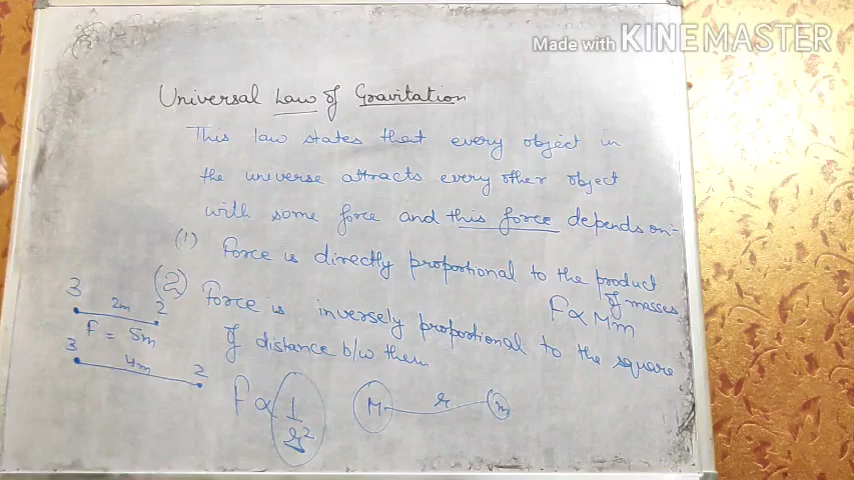 Made with KINEMASTER
Universal Law of Gravitation
This law states that every object in
the universe attracts every other object
with some force and this force depends on:-
(1) Force is directly proportional to the product
of masses
F ∝ Mm
(2) Force is inversely proportional to the square
of distance b/w them
F ∝ 1/r²
M r m
3 2m 2
F = 5m
3 4m 2